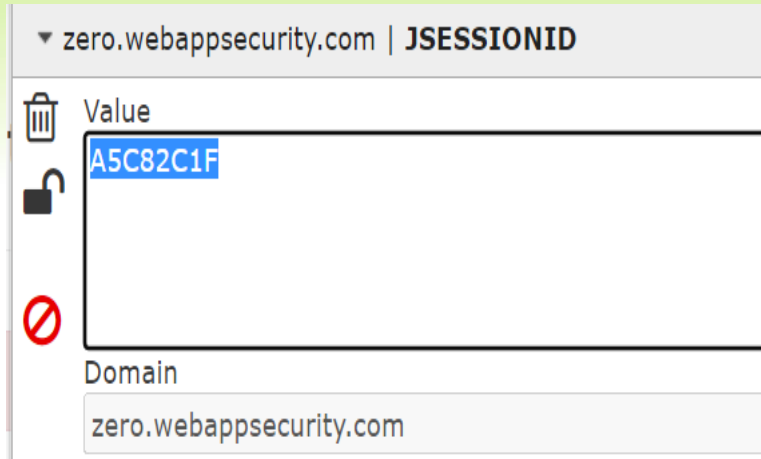 zero.webappsecurity.com | JSESSIONID
Value
A5C82C1F
Domain
zero.webappsecurity.com